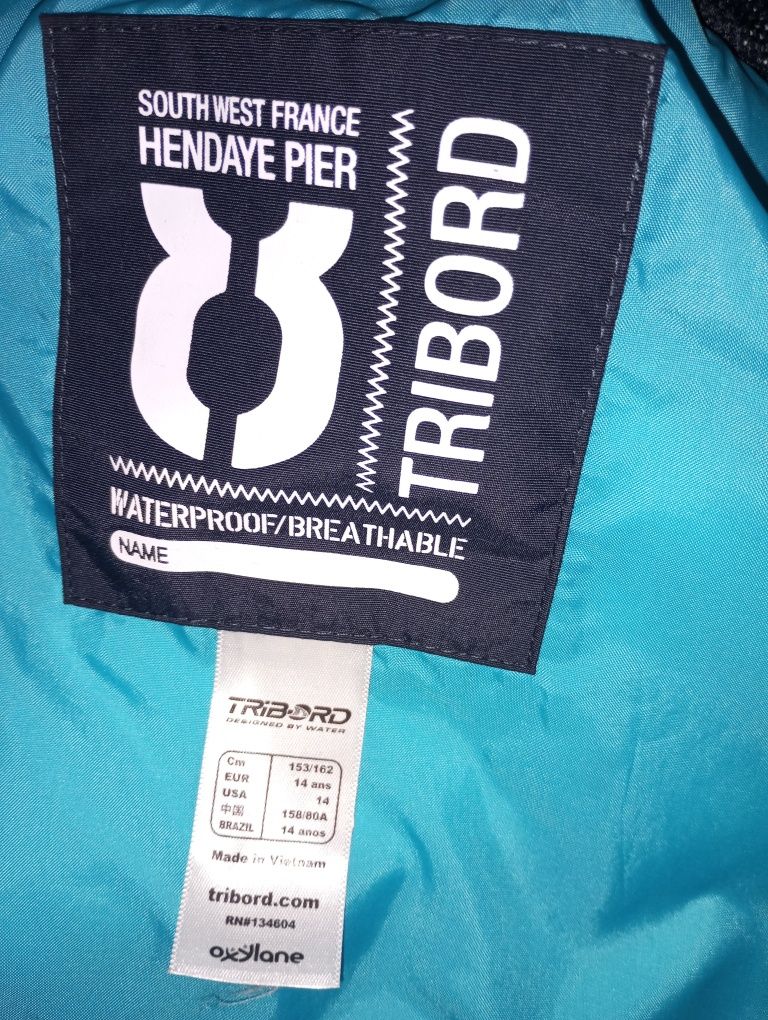 SOUTH WEST FRANCE
HENDAYE PIER
TRIBORD
WATERPROOF/BREATHABLE
NAME
TRIBORD
DESIGNED BY WATER
Cm 153/162
EUR 14 ans
USA 14
中国 158/80A
BRAZIL 14 anos
Made in Vietnam
tribord.com
RN#134604
oxylane